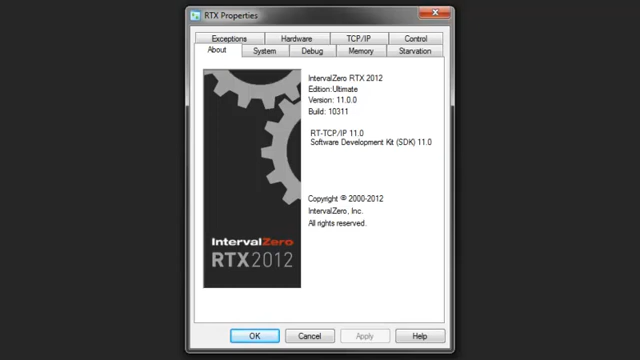 RTX Properties
Exceptions Hardware TCP/IP Control
About System Debug Memory Starvation
IntervalZero RTX 2012
Edition:Ultimate
Version: 11.0.0
Build: 10311
RT-TCP/IP 11.0
Software Development Kit (SDK) 11.0
Copyright © 2000-2012
IntervalZero, Inc.
All rights reserved.
IntervalZero
RTX2012
OK Cancel Apply Help